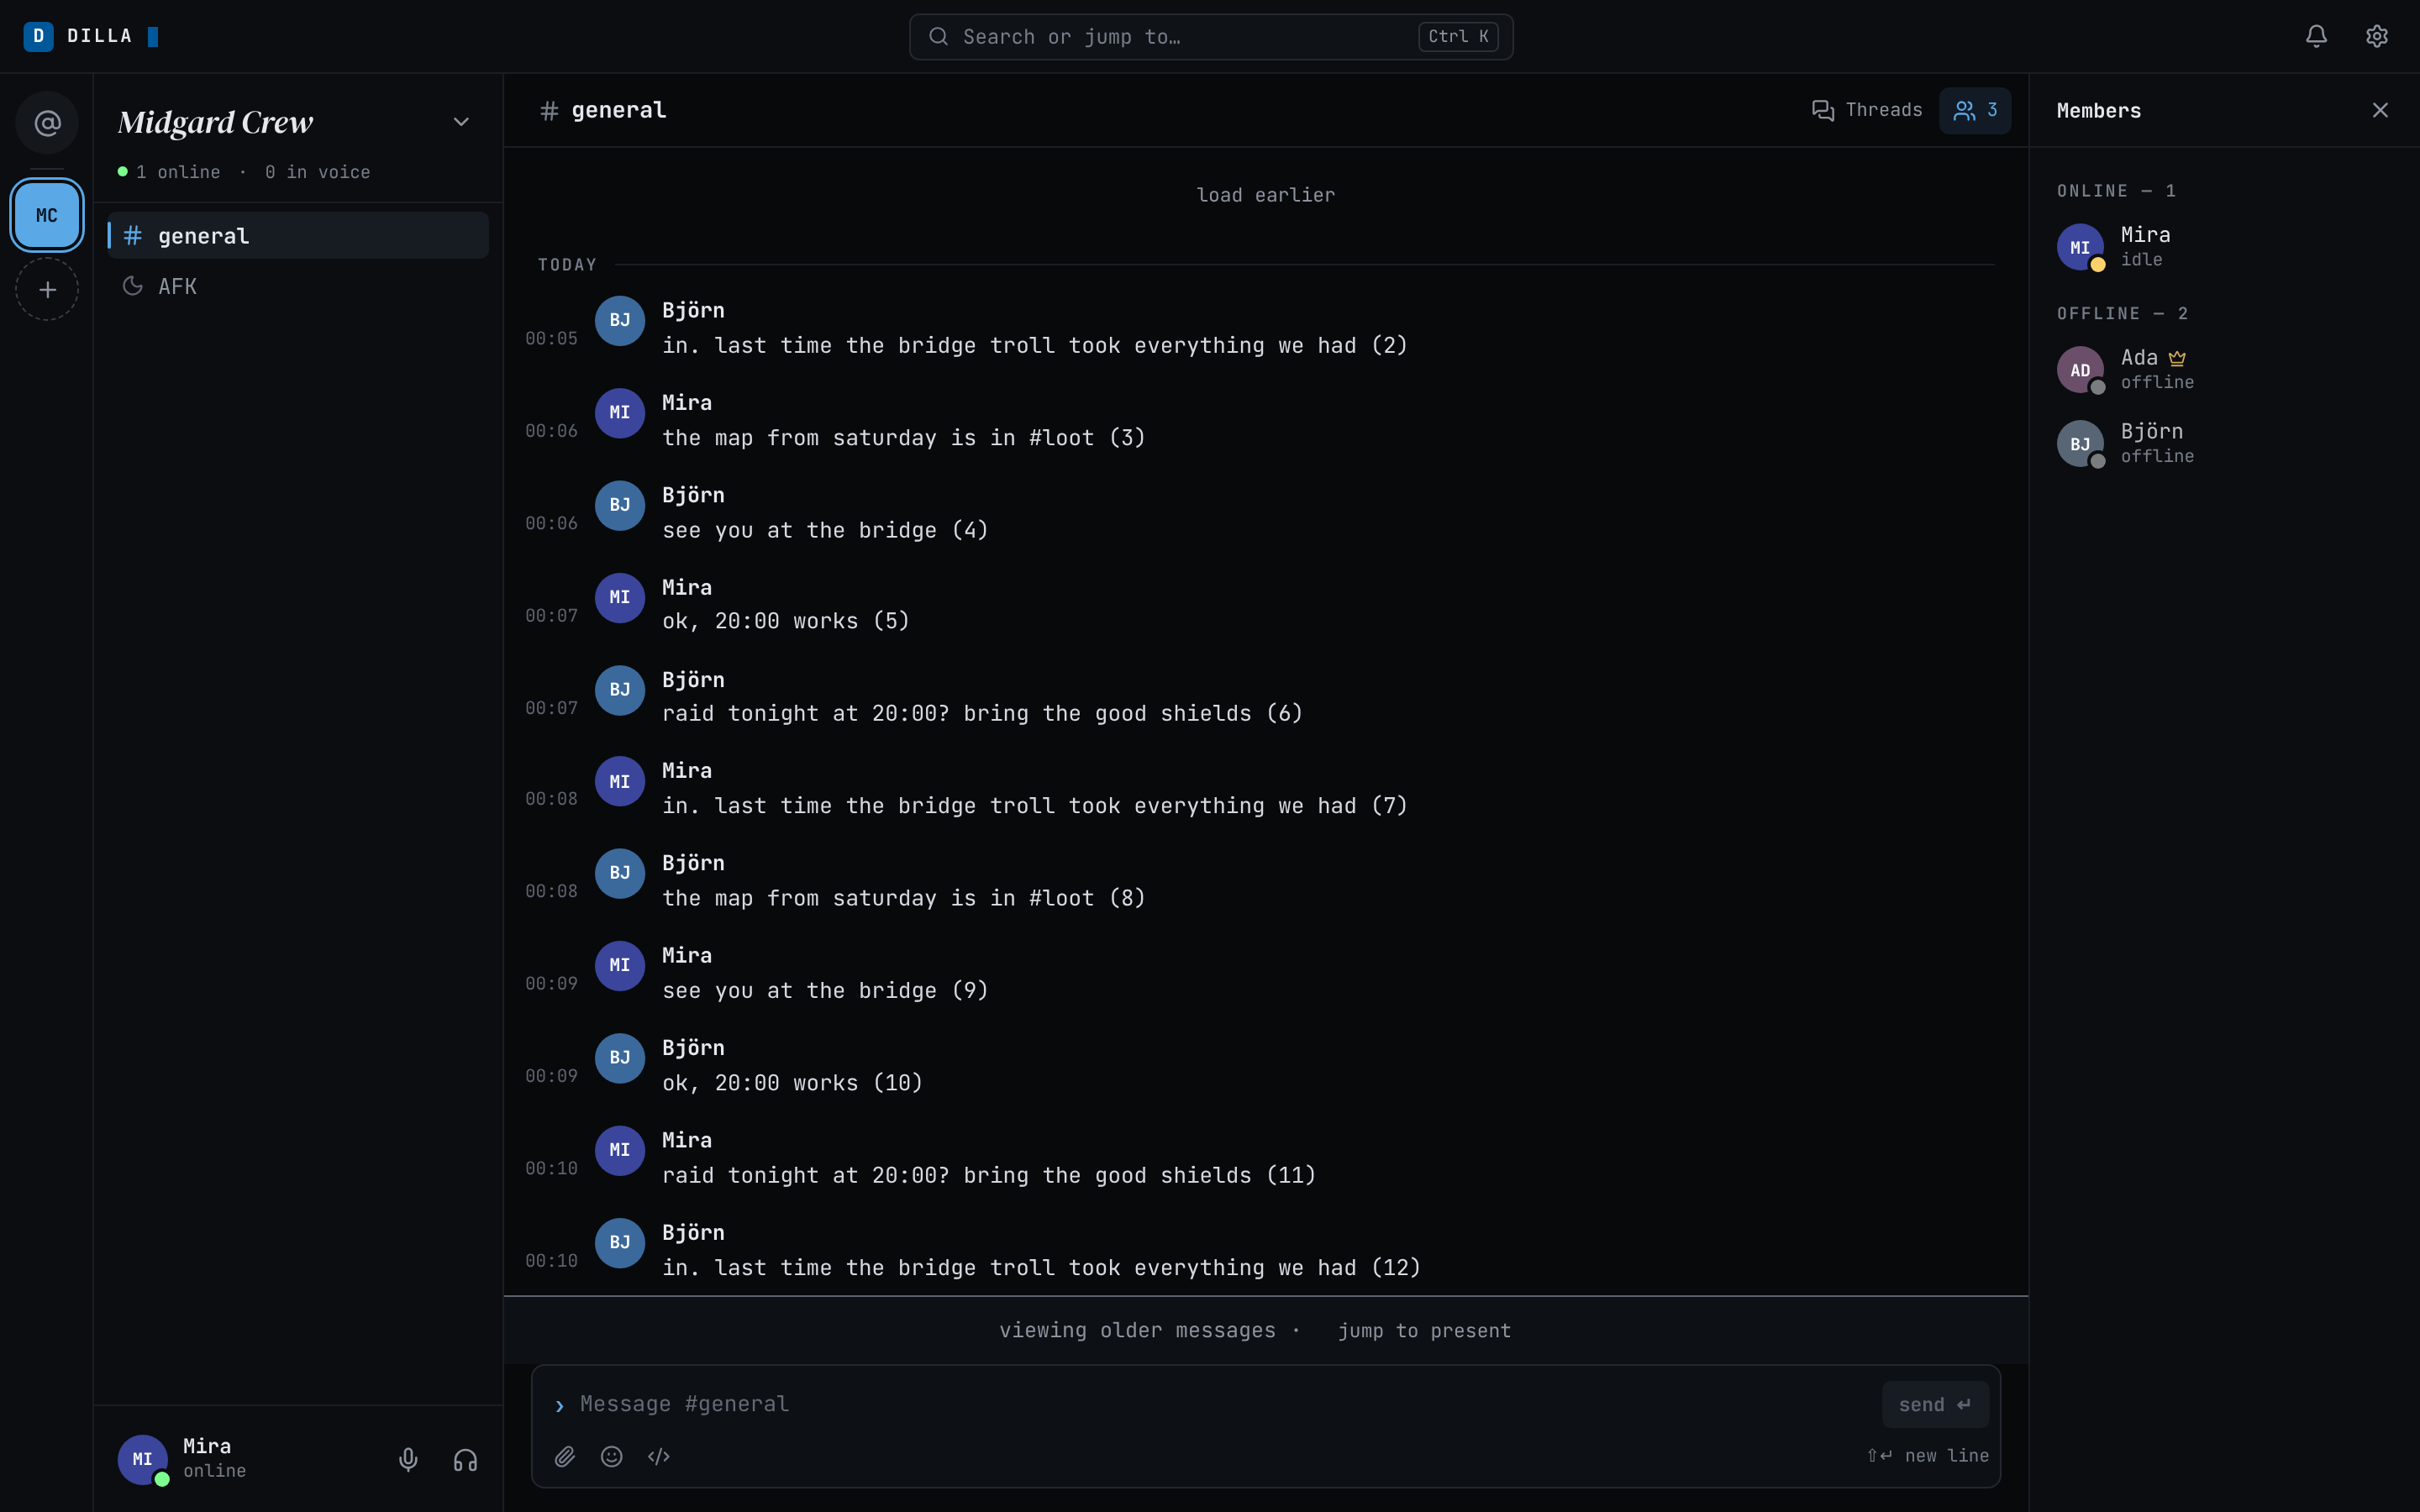 D DILLA
Search or jump to… Ctrl K
@
MC
Midgard Crew
1 online · 0 in voice
# general
AFK
MI Mira
online
# general
Threads 3
load earlier
TODAY
BJ Björn
00:05 in. last time the bridge troll took everything we had (2)
MI Mira
00:06 the map from saturday is in #loot (3)
BJ Björn
00:06 see you at the bridge (4)
MI Mira
00:07 ok, 20:00 works (5)
BJ Björn
00:07 raid tonight at 20:00? bring the good shields (6)
MI Mira
00:08 in. last time the bridge troll took everything we had (7)
BJ Björn
00:08 the map from saturday is in #loot (8)
MI Mira
00:09 see you at the bridge (9)
BJ Björn
00:09 ok, 20:00 works (10)
MI Mira
00:10 raid tonight at 20:00? bring the good shields (11)
BJ Björn
00:10 in. last time the bridge troll took everything we had (12)
viewing older messages · jump to present
› Message #general
send ↵
⇧↵ new line
Members
ONLINE — 1
MI Mira
idle
OFFLINE — 2
AD Ada
offline
BJ Björn
offline